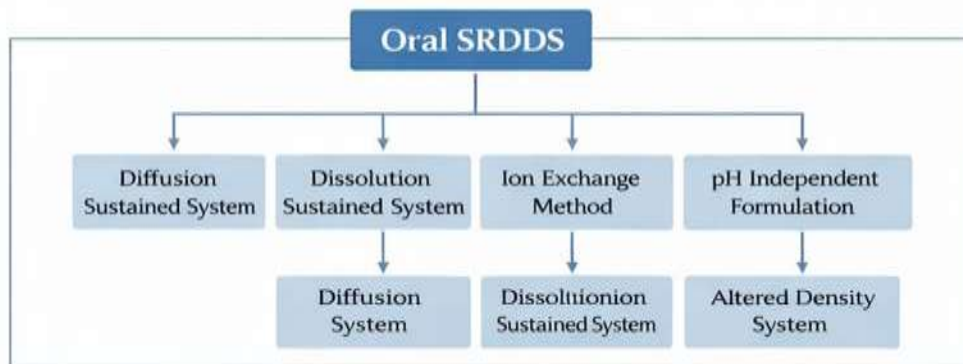 Oral SRDDS
Diffusion
Sustained System
Dissolution
Sustained System
Ion Exchange
Method
pH Independent
Formulation
Diffusion
System
Dissoluionion
Sustained System
Altered Density
System